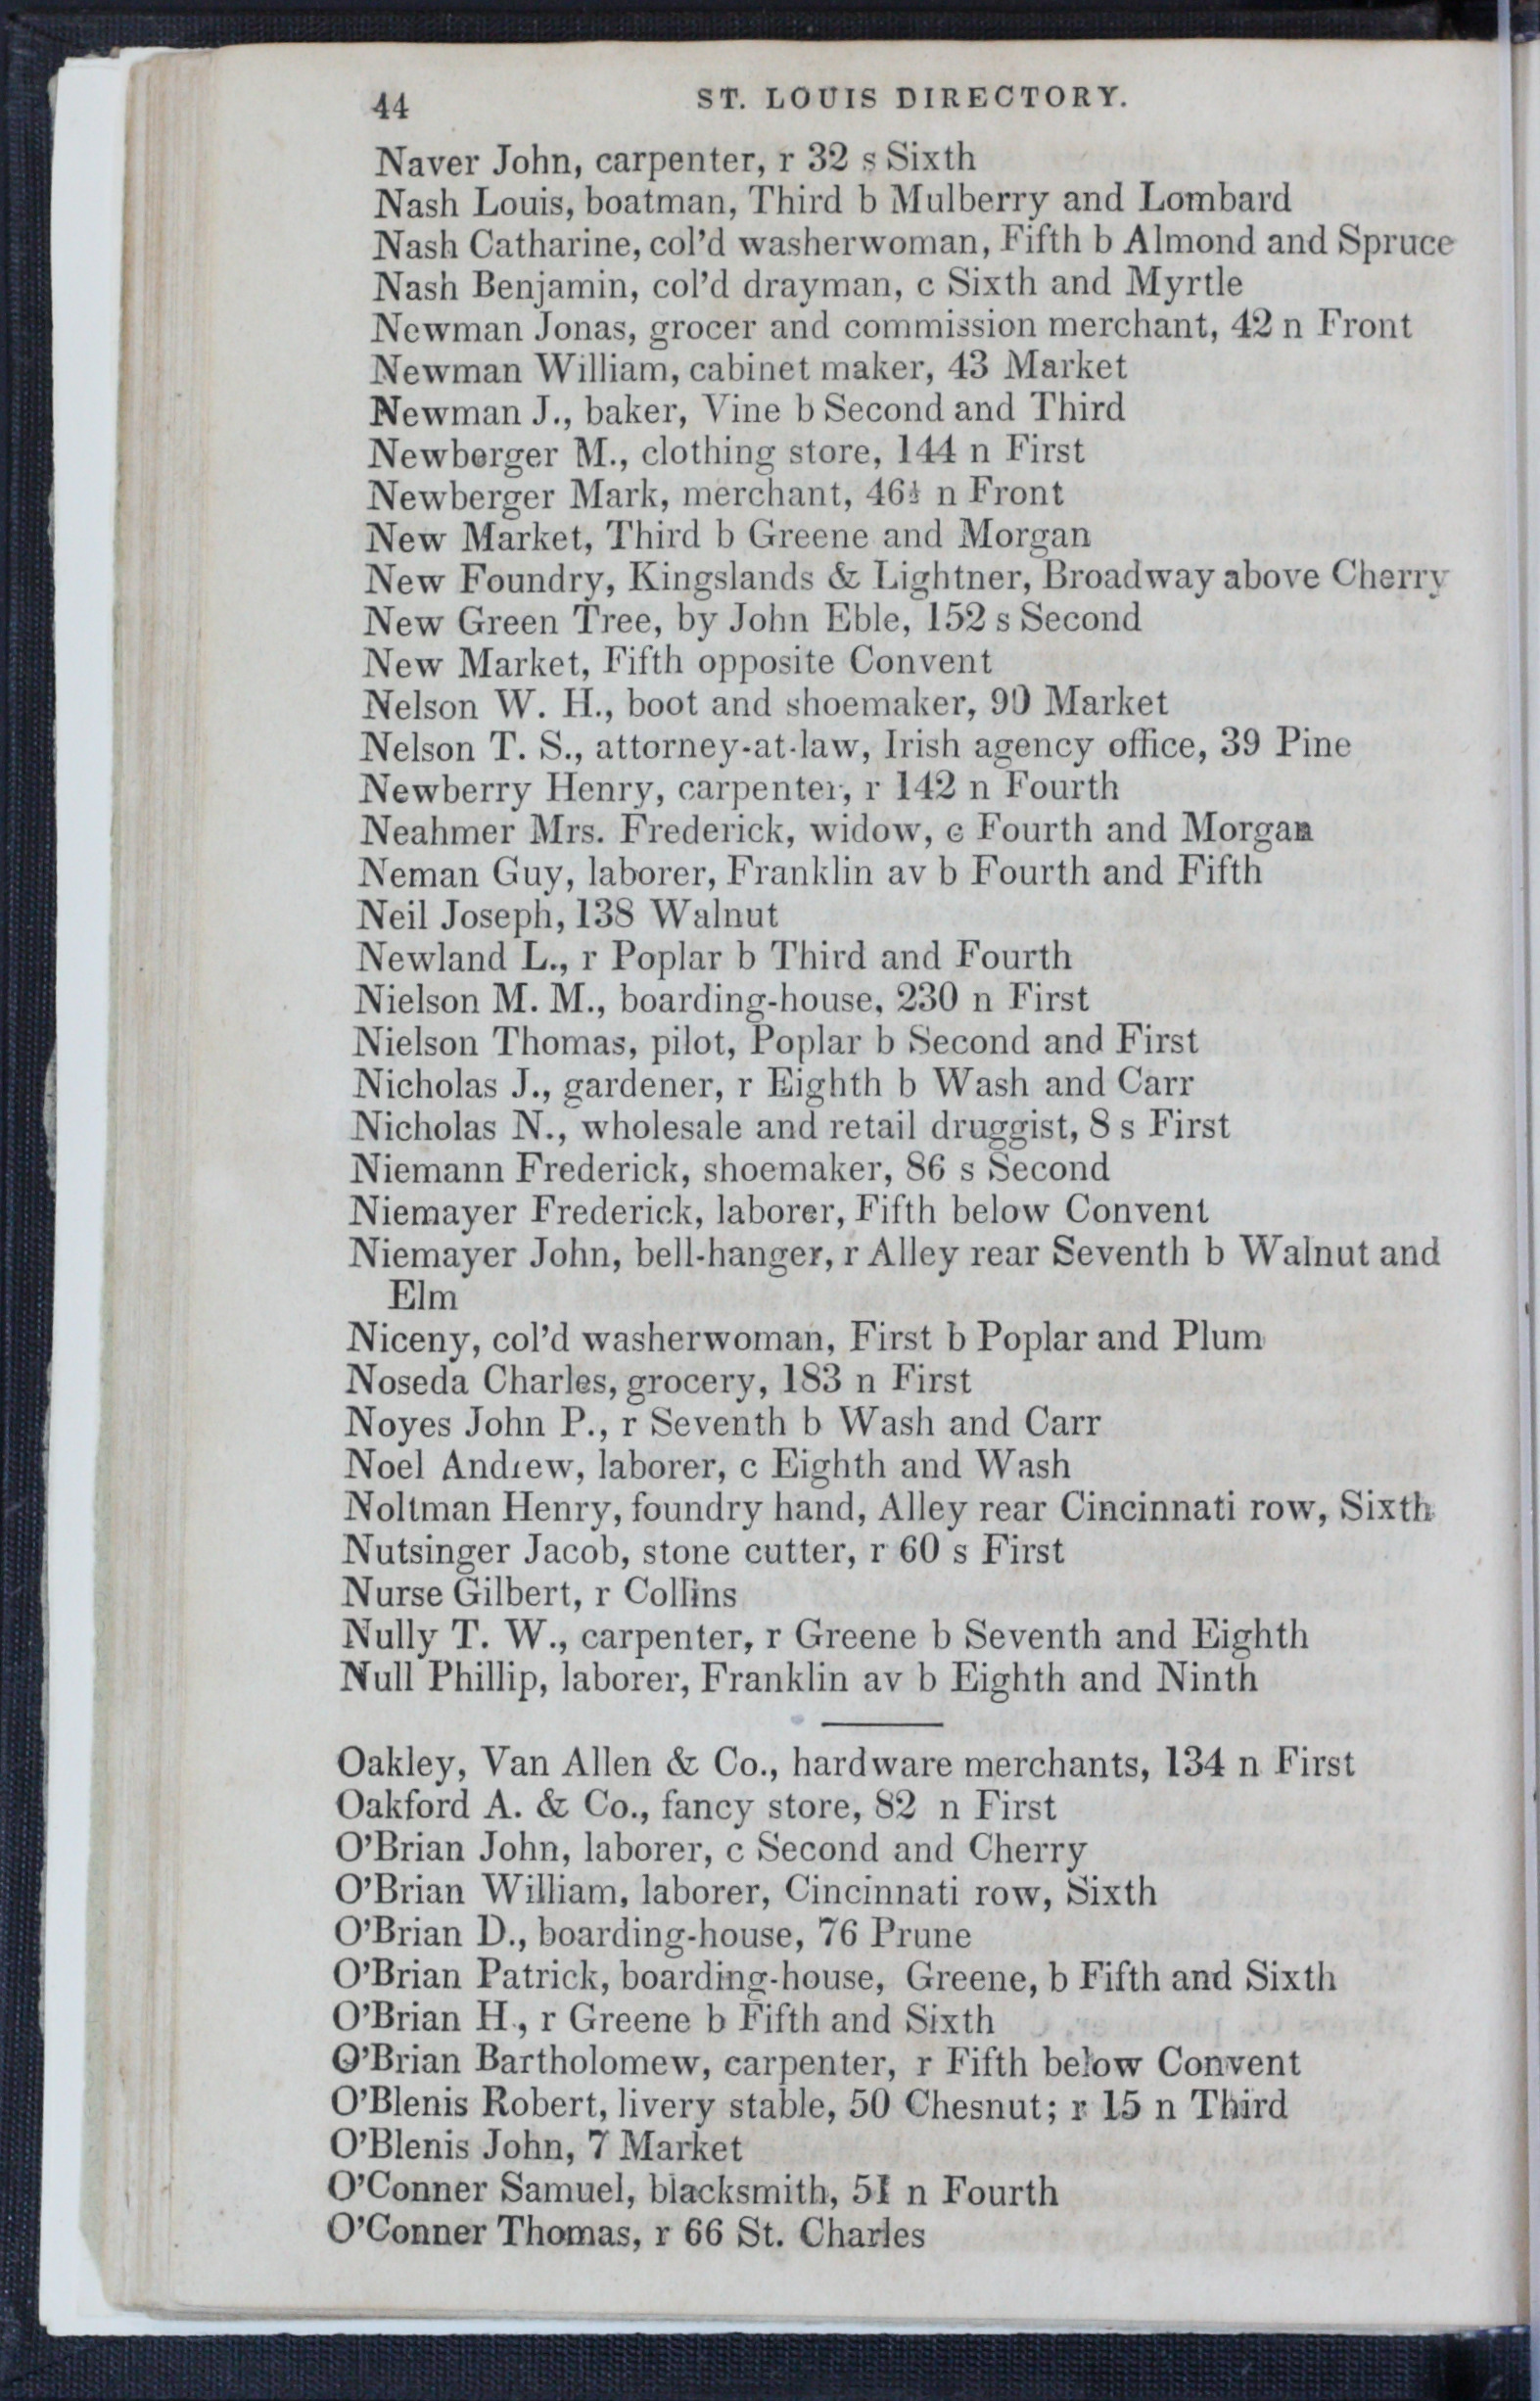 44 ST. LOUIS DIRECTORY.
Naver John, carpenter, r 32 s Sixth
Nash Louis, boatman, Third b Mulberry and Lombard
Nash Catharine, col'd washerwoman, Fifth b Almond and Spruce
Nash Benjamin, col'd drayman, c Sixth and Myrtle
Newman Jonas, grocer and commission merchant, 42 n Front
Newman William, cabinet maker, 43 Market
Newman J., baker, Vine b Second and Third
Newberger M., clothing store, 144 n First
Newberger Mark, merchant, 46½ n Front
New Market, Third b Greene and Morgan
New Foundry, Kingslands & Lightner, Broadway above Cherry
New Green Tree, by John Eble, 152 s Second
New Market, Fifth opposite Convent
Nelson W. H., boot and shoemaker, 90 Market
Nelson T. S., attorney-at-law, Irish agency office, 39 Pine
Newberry Henry, carpenter, r 142 n Fourth
Neahmer Mrs. Frederick, widow, c Fourth and Morgan
Neman Guy, laborer, Franklin av b Fourth and Fifth
Neil Joseph, 138 Walnut
Newland L., r Poplar b Third and Fourth
Nielson M. M., boarding-house, 230 n First
Nielson Thomas, pilot, Poplar b Second and First
Nicholas J., gardener, r Eighth b Wash and Carr
Nicholas N., wholesale and retail druggist, 8 s First
Niemann Frederick, shoemaker, 86 s Second
Niemayer Frederick, laborer, Fifth below Convent
Niemayer John, bell-hanger, r Alley rear Seventh b Walnut and
Elm
Niceny, col'd washerwoman, First b Poplar and Plum
Noseda Charles, grocery, 183 n First
Noyes John P., r Seventh b Wash and Carr
Noel Andrew, laborer, c Eighth and Wash
Noltman Henry, foundry hand, Alley rear Cincinnati row, Sixth
Nutsinger Jacob, stone cutter, r 60 s First
Nurse Gilbert, r Collins
Nully T. W., carpenter, r Greene b Seventh and Eighth
Null Phillip, laborer, Franklin av b Eighth and Ninth
Oakley, Van Allen & Co., hardware merchants, 134 n First
Oakford A. & Co., fancy store, 82 n First
O'Brian John, laborer, c Second and Cherry
O'Brian William, laborer, Cincinnati row, Sixth
O'Brian D., boarding-house, 76 Prune
O'Brian Patrick, boarding-house, Greene, b Fifth and Sixth
O'Brian H., r Greene b Fifth and Sixth
O'Brian Bartholomew, carpenter, r Fifth below Convent
O'Blenis Robert, livery stable, 50 Chesnut; r 15 n Third
O'Blenis John, 7 Market
O'Conner Samuel, blacksmith, 51 n Fourth
O'Conner Thomas, r 66 St. Charles